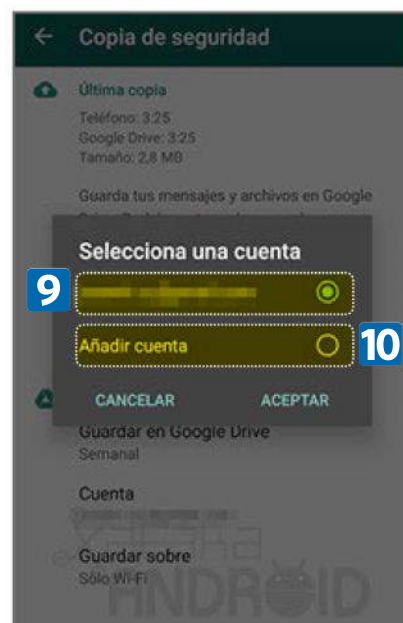 Copia de seguridad
Última copia
Teléfono: 3:25
Google Drive: 3:25
Tamaño: 2,8 MB
Guarda tus mensajes y archivos en Google
Selecciona una cuenta
9
Añadir cuenta
10
CANCELAR ACEPTAR
Guardar en Google Drive
Semanal
Cuenta
Guardar sobre
Sólo Wi-Fi
ANDROID